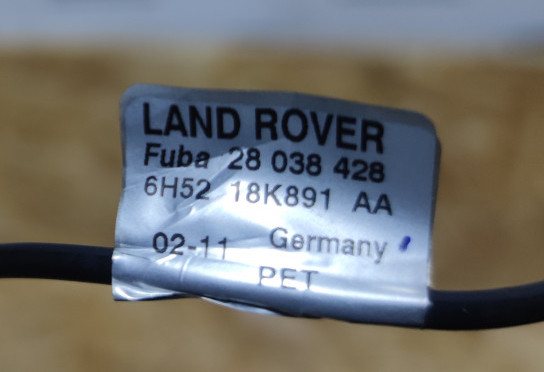 LAND ROVER
Fuba 28 038 428
6H52 18K891 AA
02-11 Germany
PET